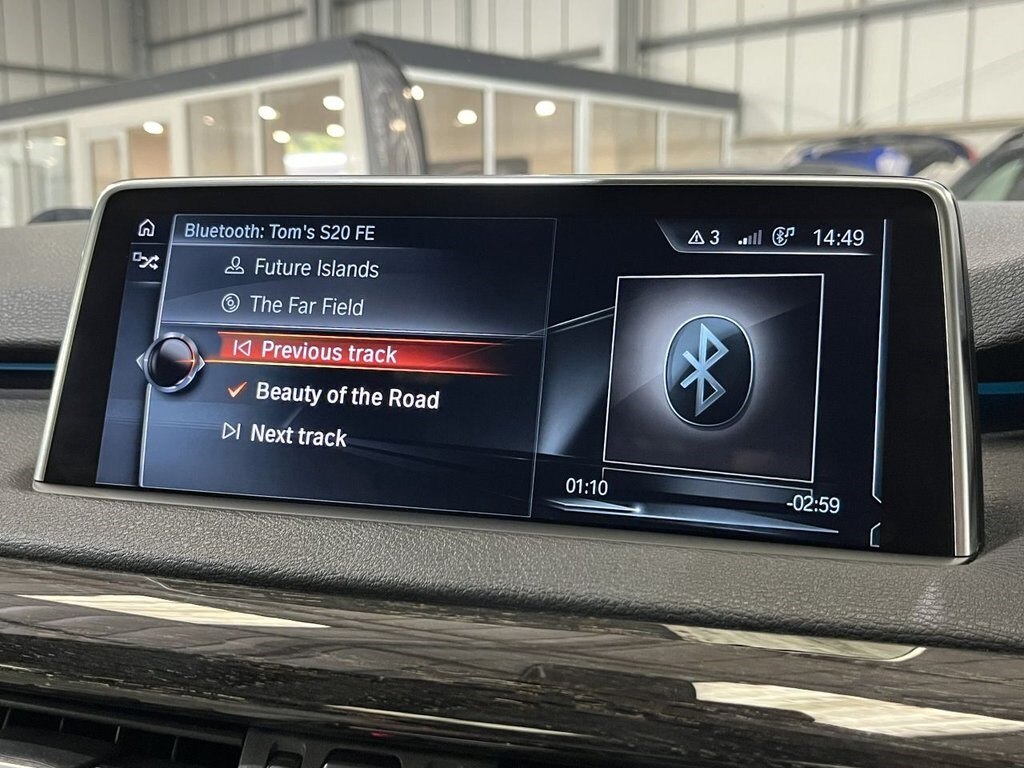 Bluetooth: Tom's S20 FE
3 14:49
Future Islands
The Far Field
Previous track
Beauty of the Road
Next track
01:10
-02:59